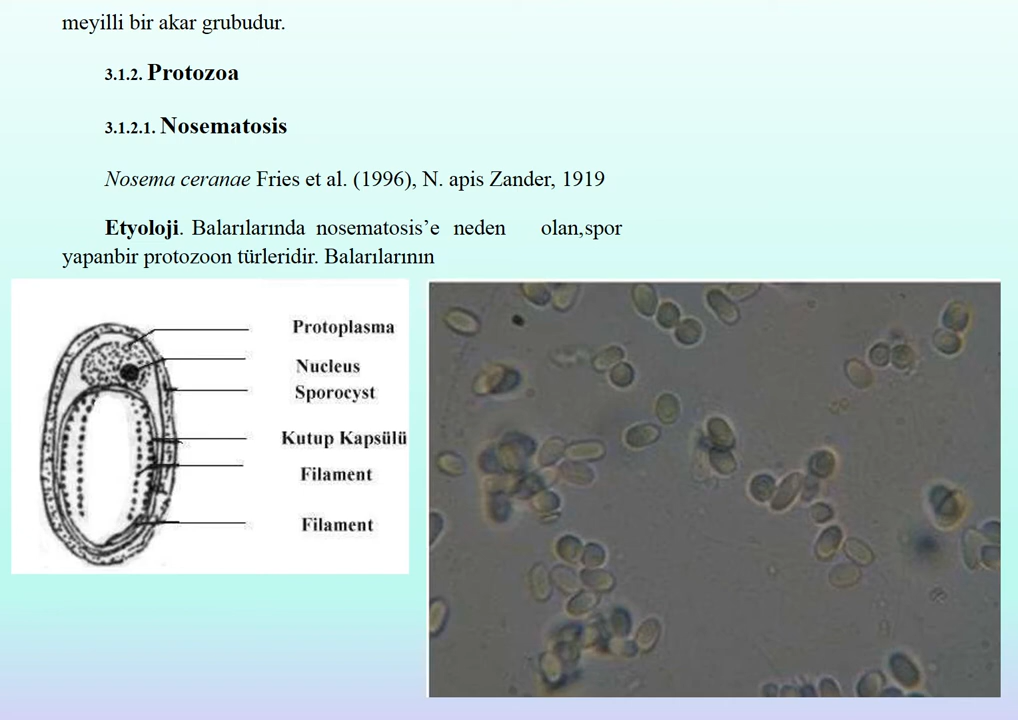 meyilli bir akar grubudur.
3.1.2. Protozoa
3.1.2.1. Nosematosis
Nosema ceranae Fries et al. (1996), N. apis Zander, 1919
Etyoloji. Balarılarında nosematosis’e neden olan,spor
yapanbir protozoon türleridir. Balarılarının
Protoplasma
Nucleus
Sporocyst
Kutup Kapsülü
Filament
Filament